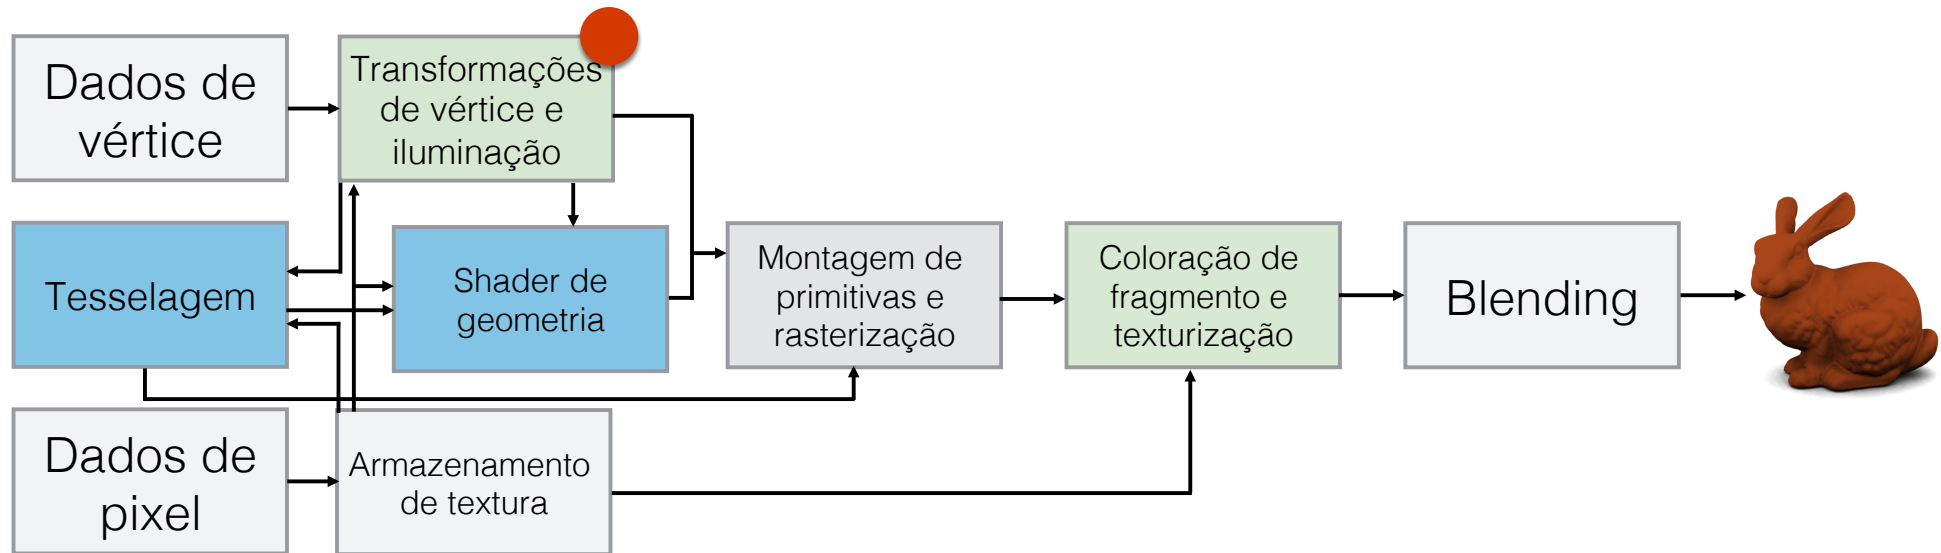 Dados de
vértice
Transformações
de vértice e
iluminação
Tesselagem
Shader de
geometria
Montagem de
primitivas e
rasterização
Coloração de
fragmento e
texturização
Blending
Dados de
pixel
Armazenamento
de textura